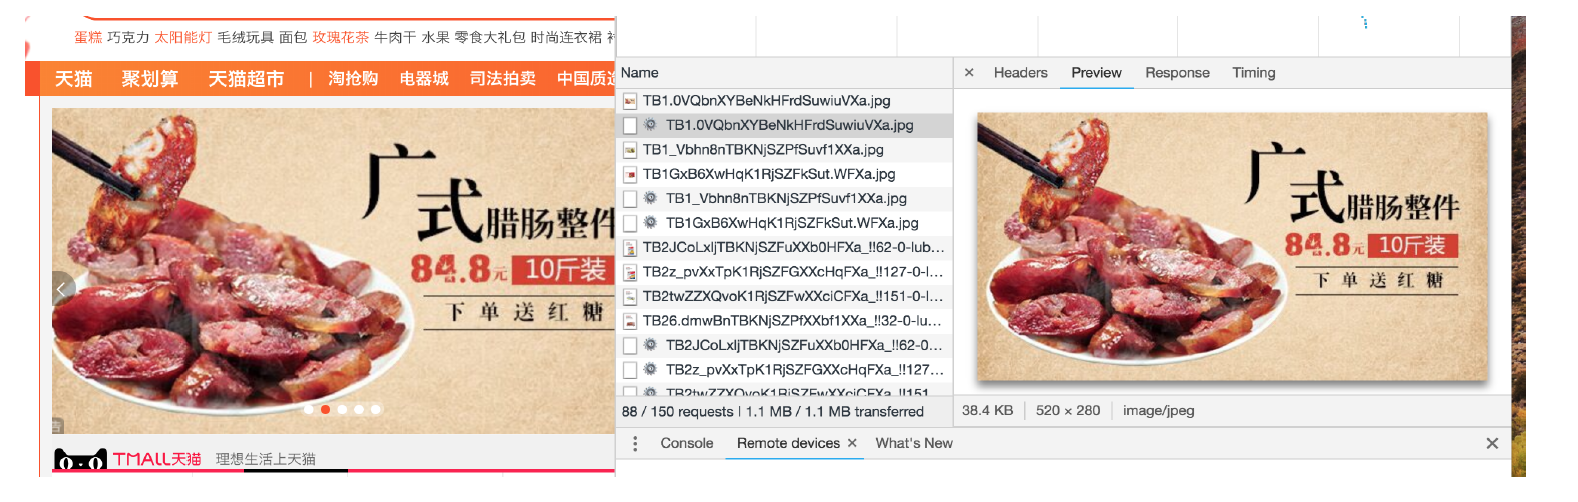 蛋糕 巧克力 太阳能灯 毛绒玩具 面包 玫瑰花茶 牛肉干 水果 零食大礼包 时尚连衣裙
天猫 聚划算 天猫超市 | 淘抢购 电器城 司法拍卖 中国质造
广
式腊肠整件
84.8元 10斤装
下单送红糖
TMALL天猫 理想生活上天猫
Name
TB1.0VQbnXYBeNkHFrdSuwiuVXa.jpg
TB1.0VQbnXYBeNkHFrdSuwiuVXa.jpg
TB1_Vbhn8nTBKNjSZPfSuvf1XXa.jpg
TB1GxB6XwHqK1RjSZFkSut.WFXa.jpg
TB1_Vbhn8nTBKNjSZPfSuvf1XXa.jpg
TB1GxB6XwHqK1RjSZFkSut.WFXa.jpg
TB2JCoLxljTBKNjSZFuXXb0HFXa_!!62-0-lub...
TB2z_pvXxTpK1RjSZFGXXcHqFXa_!!127-0-l...
TB2twZZXQvoK1RjSZFwXXciCFXa_!!151-0-l...
TB26.dmwBnTBKNjSZPfXXbf1XXa_!!32-0-lu...
TB2JCoLxljTBKNjSZFuXXb0HFXa_!!62-0...
TB2z_pvXxTpK1RjSZFGXXcHqFXa_!!127...
TB2twZZXQvoK1RjSZFwXXciCFXa_!!151
88 / 150 requests | 1.1 MB / 1.1 MB transferred
× Headers Preview Response Timing
广
式腊肠整件
84.8元 10斤装
下单送红糖
38.4 KB 520 × 280 image/jpeg
Console Remote devices × What's New ×